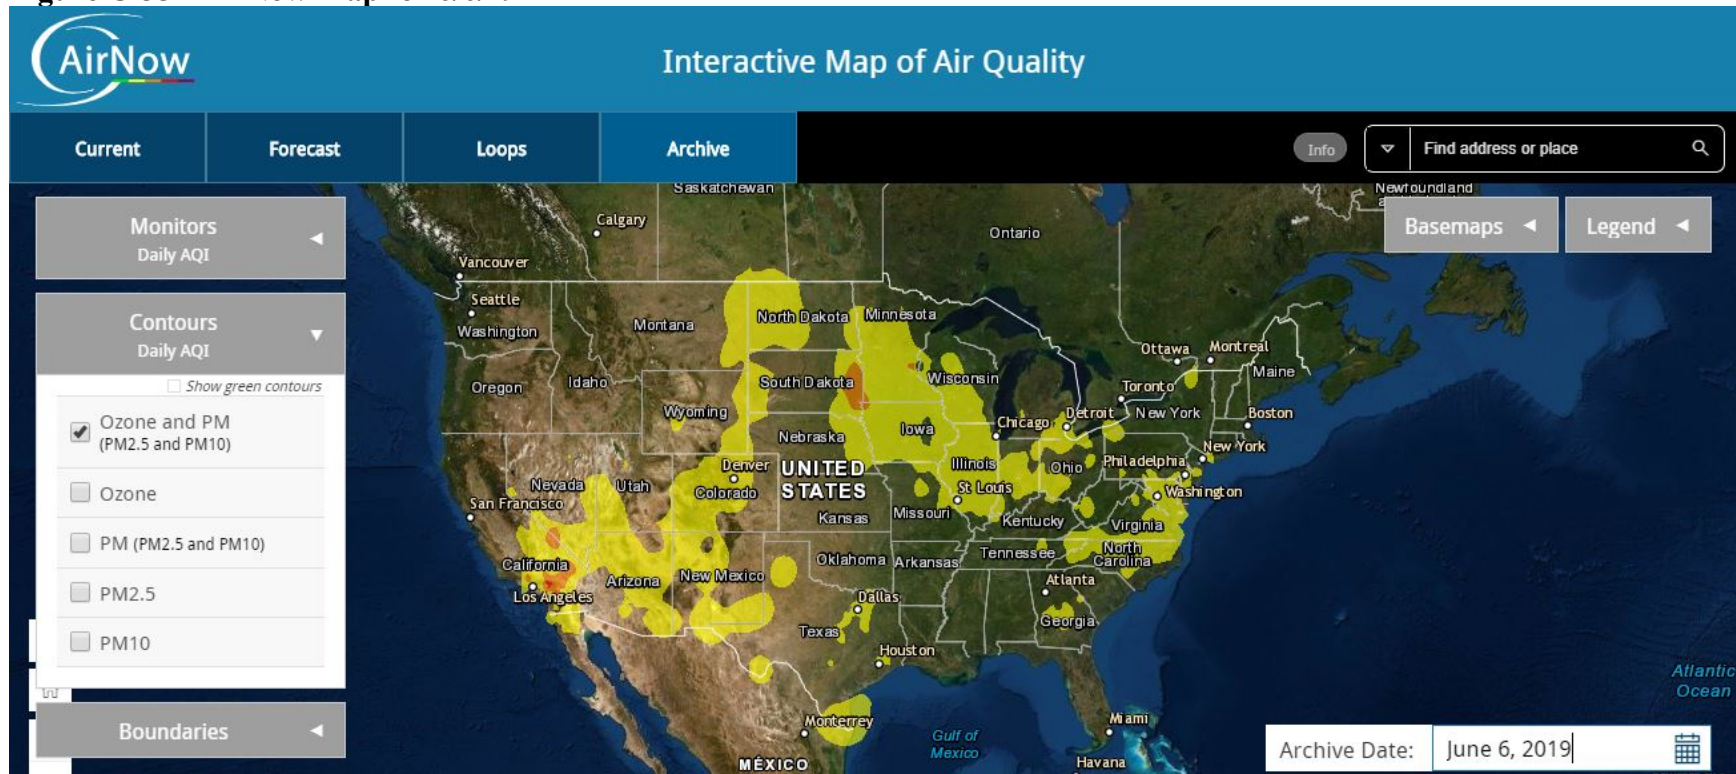 AirNow
Interactive Map of Air Quality
Current
Forecast
Loops
Archive
Info
Find address or place
Monitors
Daily AQI
Contours
Daily AQI
Show green contours
Ozone and PM
(PM2.5 and PM10)
Ozone
PM (PM2.5 and PM10)
PM2.5
PM10
Boundaries
Basemaps
Legend
Saskatchewan
Newfoundland
Calgary
Ontario
Vancouver
Seattle
Washington
Montana
North Dakota
Minnesota
Ottawa
Montreal
Maine
Oregon
Idaho
South Dakota
Wisconsin
Toronto
Wyoming
Detroit
New York
Boston
Chicago
Nebraska
Iowa
New York
Denver
UNITED
STATES
Illinois
Ohio
Philadelphia
Nevada
Utah
Colorado
St Louis
Washington
San Francisco
Kansas
Missouri
Kentucky
Virginia
California
Oklahoma
Arkansas
Tennessee
North
Carolina
Los Angeles
Arizona
New Mexico
Atlanta
Dallas
Texas
Georgia
Houston
Atlantic
Ocean
Monterrey
Gulf of
Mexico
Miami
MÉXICO
Havana
Archive Date:
June 6, 2019